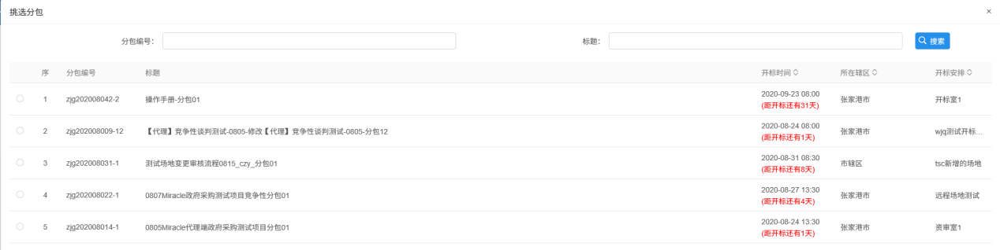 挑选分包 ×
分包编号： 标题： 搜索
序 分包编号 标题 开标时间 所在辖区 开标安排
1 zjg202008042-2 操作手册-分包01 2020-09-23 08:00 张家港市 开标室1
(距开标还有31天)
2 zjg202008009-12 【代理】竞争性谈判测试-0805-修改【代理】竞争性谈判测试-0805-分包12 2020-08-24 08:00 张家港市 wjq测试开标...
(距开标还有1天)
3 zjg202008031-1 测试场地变更审核流程0815_czy_分包01 2020-08-31 08:30 市辖区 tsc新增的场地
(距开标还有8天)
4 zjg202008022-1 0807Miracle政府采购测试项目竞争性分包01 2020-08-27 13:30 张家港市 远程场地测试
(距开标还有4天)
5 zjg202008014-1 0805Miracle代理端政府采购测试项目分包01 2020-08-24 13:30 张家港市 资审室1
(距开标还有1天)